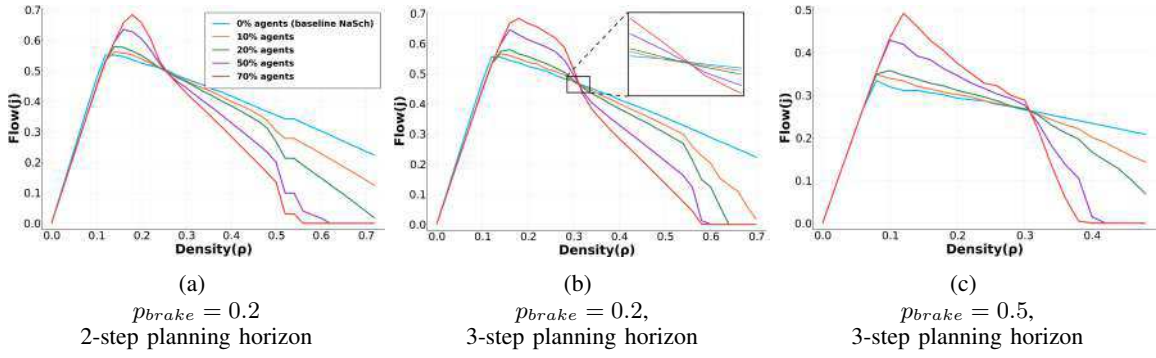 0.7
0.6
0.5
0.4
0.3
0.2
0.1
0.0
Flow(j)
0% agents (baseline NaSch)
10% agents
20% agents
50% agents
70% agents
0.0 0.1 0.2 0.3 0.4 0.5 0.6 0.7
Density(ρ)
(a)
p_brake = 0.2
2-step planning horizon
0.7
0.6
0.5
0.4
0.3
0.2
0.1
0.0
Flow(j)
0.0 0.1 0.2 0.3 0.4 0.5 0.6 0.7
Density(ρ)
(b)
p_brake = 0.2,
3-step planning horizon
0.5
0.4
0.3
0.2
0.1
0.0
Flow(j)
0.0 0.1 0.2 0.3 0.4
Density(ρ)
(c)
p_brake = 0.5,
3-step planning horizon